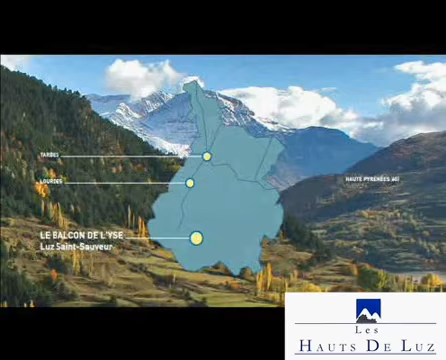 TARBES
LOURDES
HAUTE PYRÉNÉES (65)
LE BALCON DE L'YSE
Luz Saint-Sauveur
Les
HAUTS DE LUZ